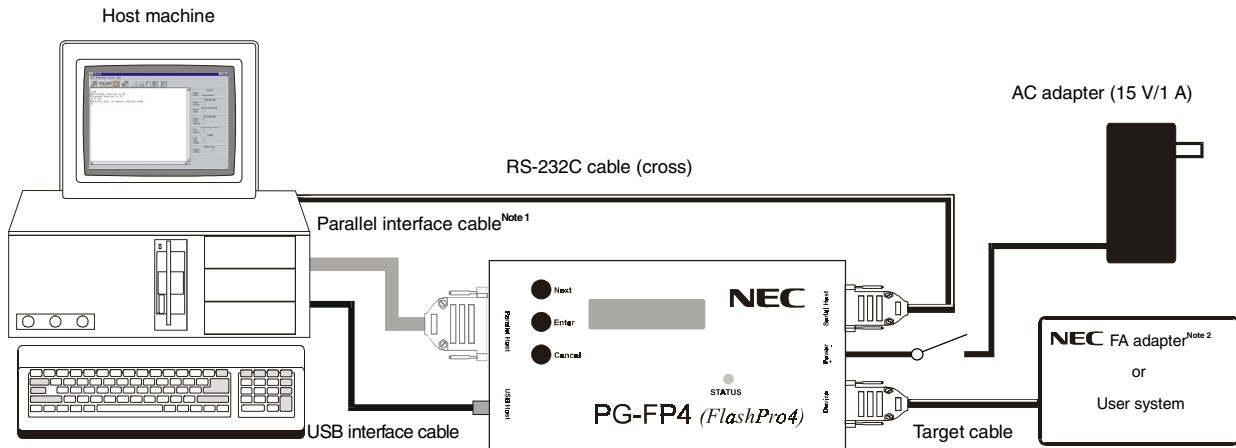 Host machine
AC adapter (15 V/1 A)
RS-232C cable (cross)
Parallel interface cable Note 1
Next
Enter
Cancel
NEC
Parallel Host
USB Host
Serial Host
Power
Device
STATUS
PG-FP4 (FlashPro4)
NEC FA adapter Note 2
or
User system
USB interface cable
Target cable